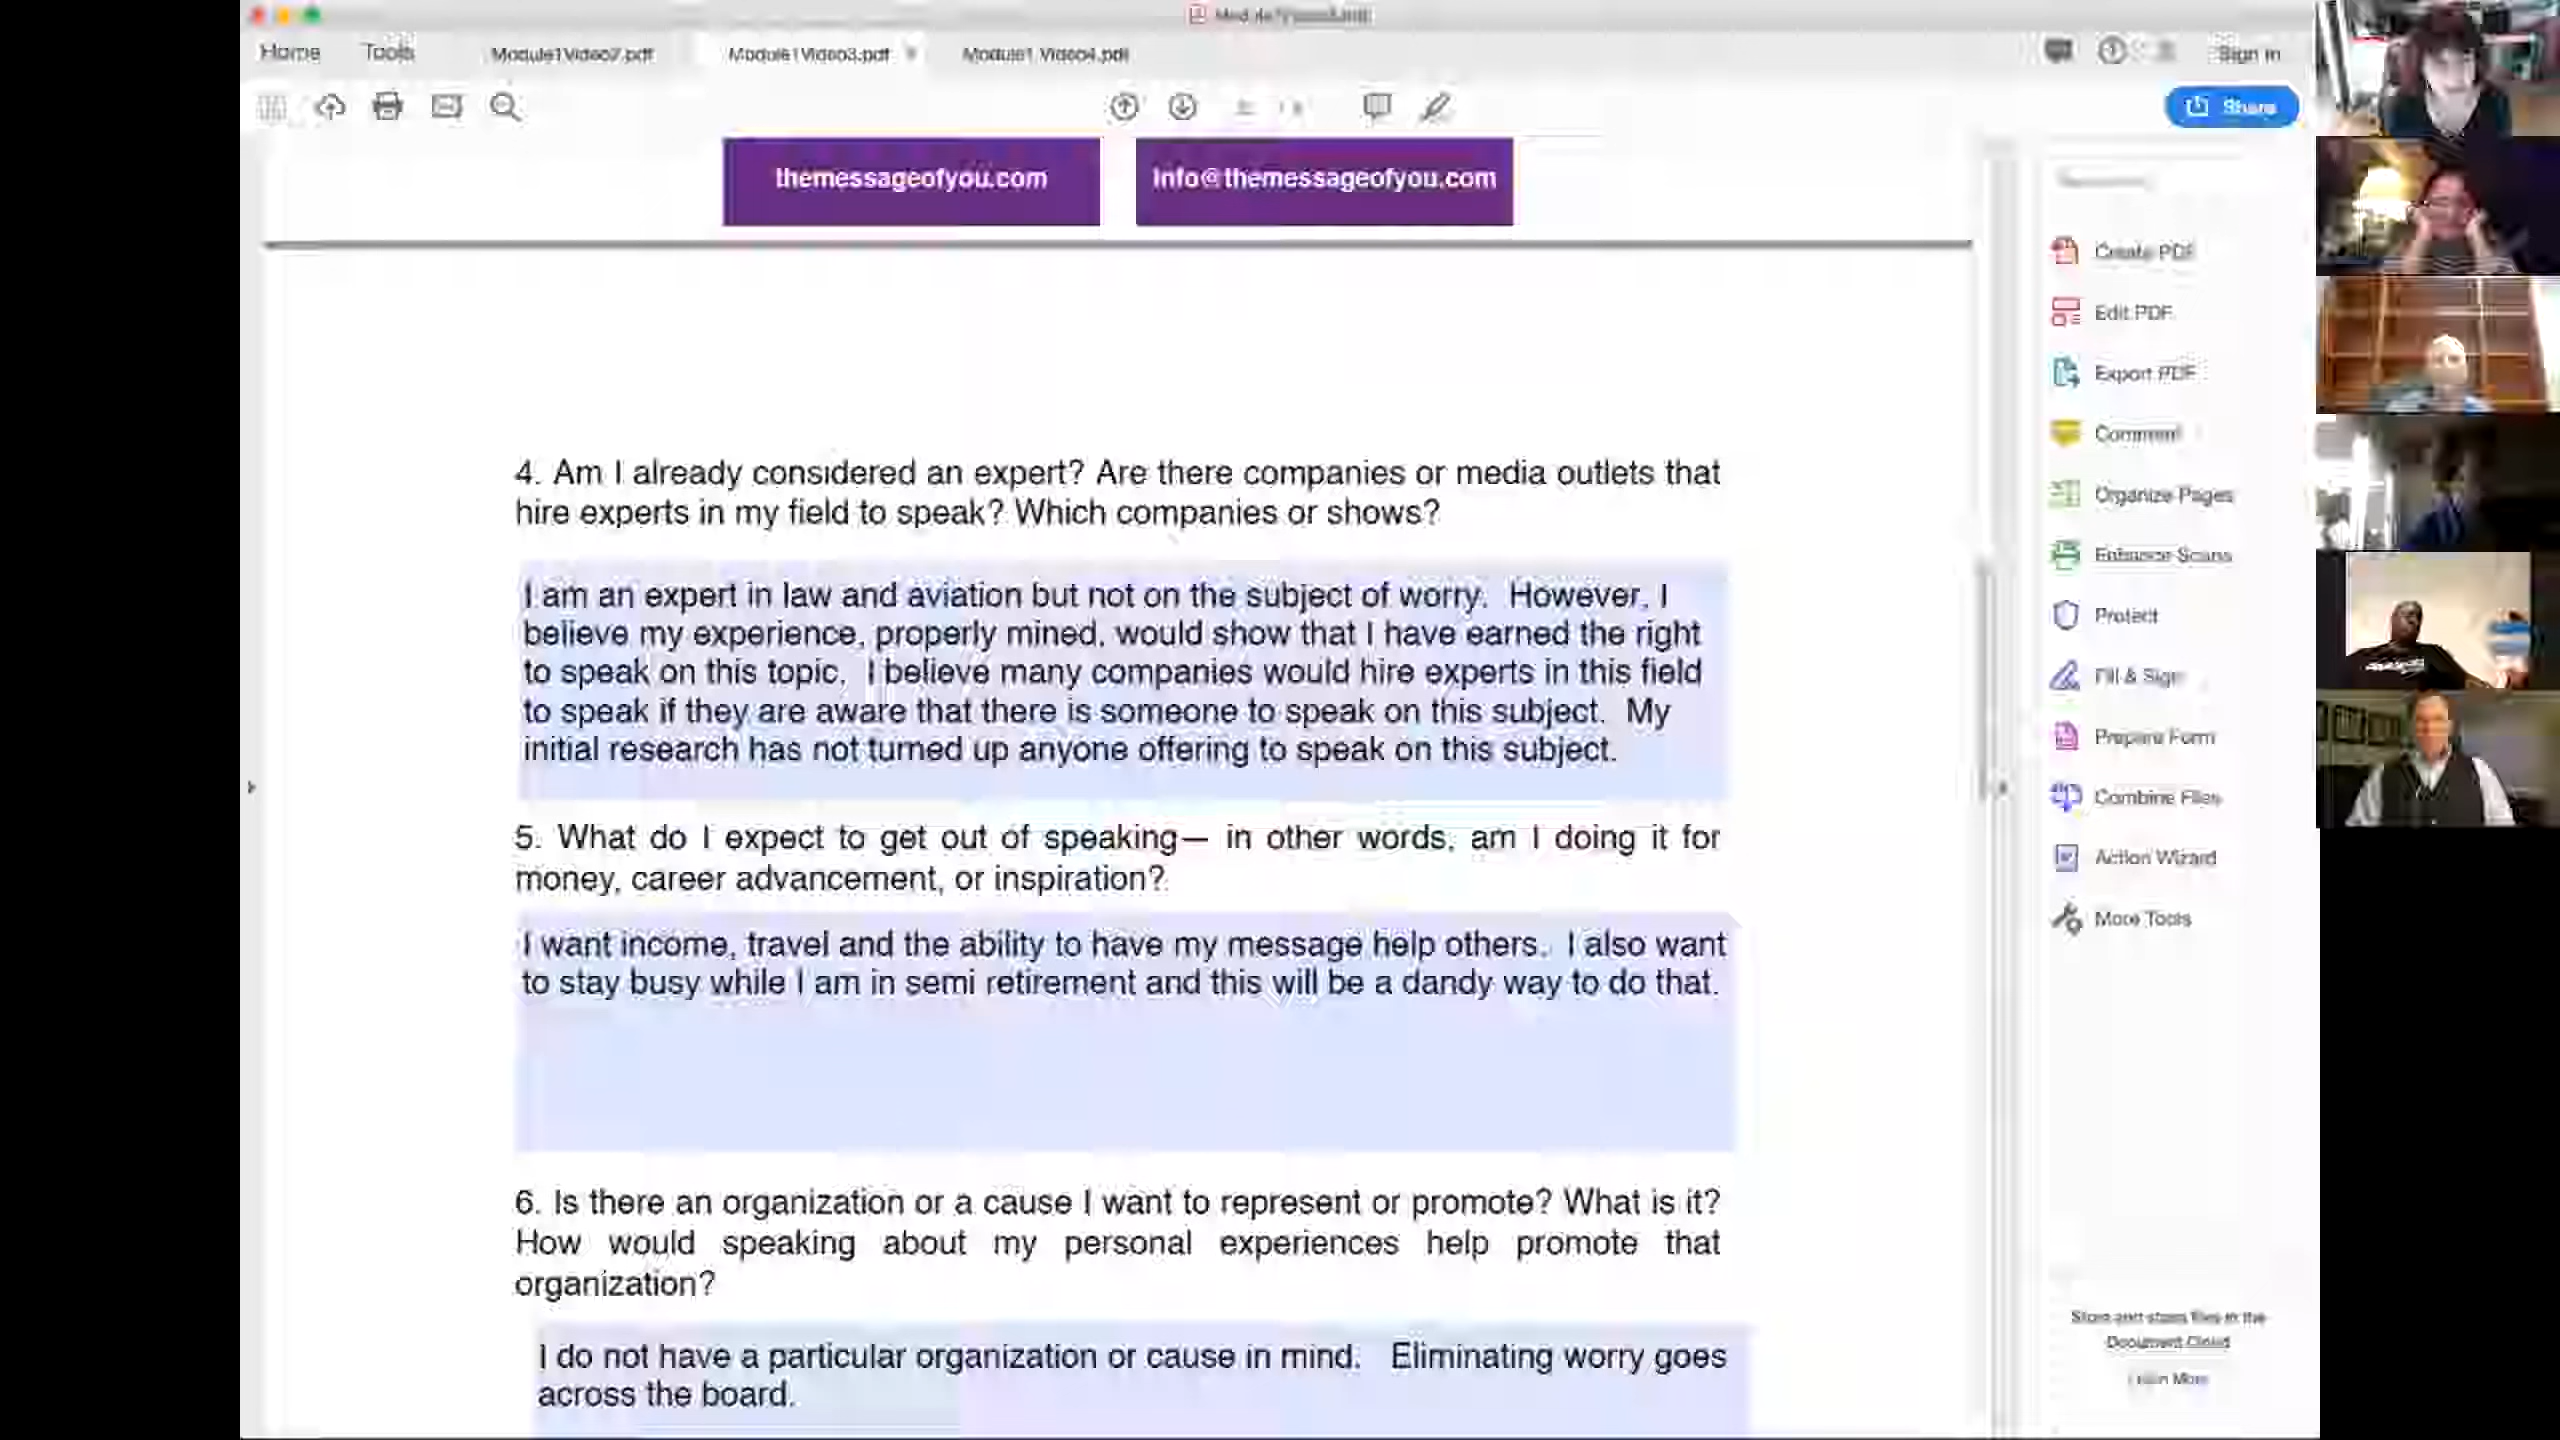 Home Tools Module1Video2.pdf Module1Video3.pdf Module1 Video4.pdf Sign In
Share
themessageofyou.com info@themessageofyou.com
Create PDF
Edit PDF
Export PDF
Comment
Organize Pages
Enhance Scans
Protect
Fill & Sign
Prepare Form
Combine Files
Action Wizard
More Tools
4. Am I already considered an expert? Are there companies or media outlets that
hire experts in my field to speak? Which companies or shows?
I am an expert in law and aviation but not on the subject of worry. However, I
believe my experience, properly mined, would show that I have earned the right
to speak on this topic. I believe many companies would hire experts in this field
to speak if they are aware that there is someone to speak on this subject. My
initial research has not turned up anyone offering to speak on this subject.
5. What do I expect to get out of speaking— in other words, am I doing it for
money, career advancement, or inspiration?
I want income, travel and the ability to have my message help others. I also want
to stay busy while I am in semi retirement and this will be a dandy way to do that.
6. Is there an organization or a cause I want to represent or promote? What is it?
How would speaking about my personal experiences help promote that
organization?
I do not have a particular organization or cause in mind. Eliminating worry goes
across the board.
Store and share files in the
Document Cloud
Learn More